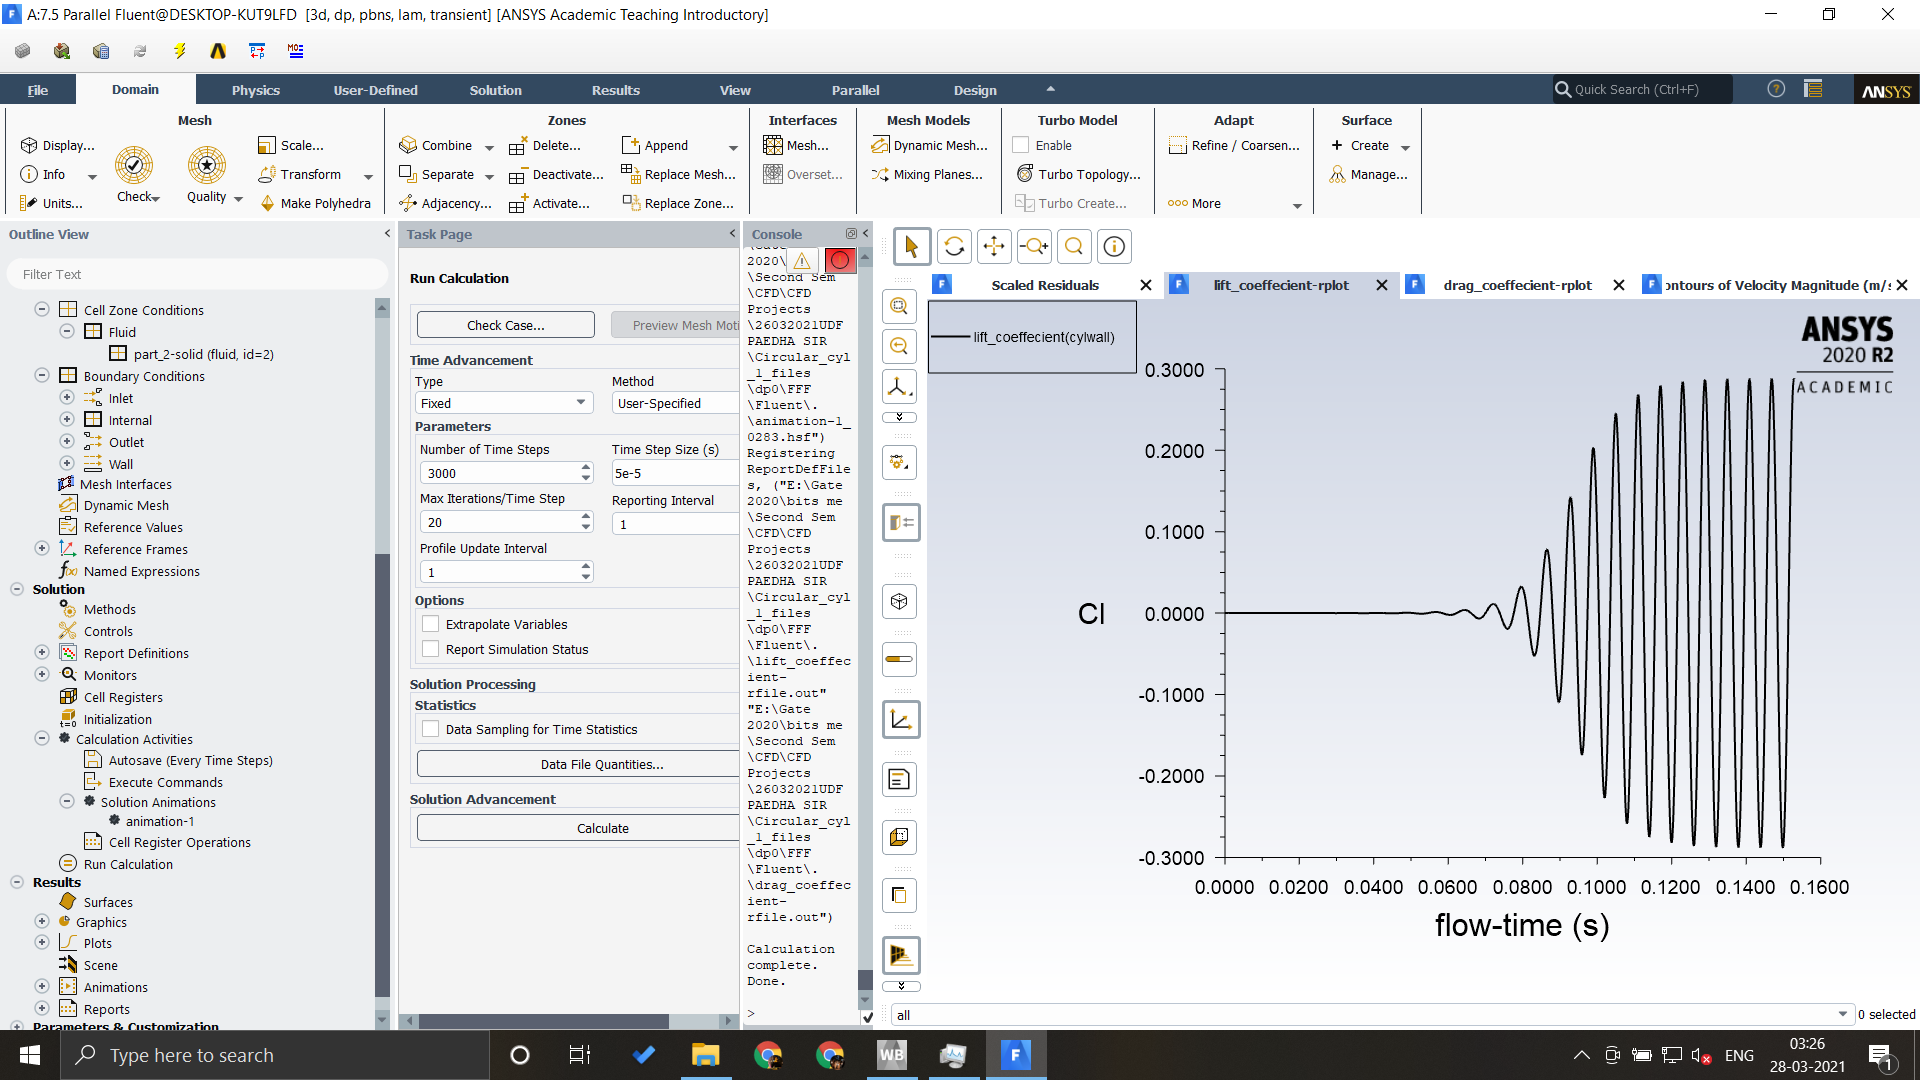 A:7.5 Parallel Fluent@DESKTOP-KUT9LFD [3d, dp, pbns, lam, transient] [ANSYS Academic Teaching Introductory]
File Domain Physics User-Defined Solution Results View Parallel Design
Quick Search (Ctrl+F)
ANSYS
Mesh Zones Interfaces Mesh Models Turbo Model Adapt Surface
Display... Scale... Combine Delete... Append Mesh... Dynamic Mesh... Enable Refine / Coarsen... Create
Info Transform Separate Deactivate... Replace Mesh... Overset... Mixing Planes... Turbo Topology... Manage...
Check Quality
Units... Make Polyhedra Adjacency... Activate... Replace Zone... Turbo Create... More
Outline View
Filter Text
Cell Zone Conditions
Fluid
part_2-solid (fluid, id=2)
Boundary Conditions
Inlet
Internal
Outlet
Wall
Mesh Interfaces
Dynamic Mesh
Reference Values
Reference Frames
Named Expressions
Solution
Methods
Controls
Report Definitions
Monitors
Cell Registers
Initialization
Calculation Activities
Autosave (Every Time Steps)
Execute Commands
Solution Animations
animation-1
Cell Register Operations
Run Calculation
Results
Surfaces
Graphics
Plots
Scene
Animations
Reports
Parameters & Customization
Task Page
Run Calculation
Check Case... Preview Mesh Moti
Time Advancement
Type Method
Fixed User-Specified
Parameters
Number of Time Steps Time Step Size (s)
3000 5e-5
Max Iterations/Time Step Reporting Interval
20 1
Profile Update Interval
1
Options
Extrapolate Variables
Report Simulation Status
Solution Processing
Statistics
Data Sampling for Time Statistics
Data File Quantities...
Solution Advancement
Calculate
Console
2020\
\Second Sem
\CFD\CFD
Projects
\26032021UDF
PAEDHA SIR
\Circular_cyl
_1_files
\dp0\FFF
\Fluent\.
\animation-1_
0283.hsf")
Registering
ReportDefFile
s, ("E:\Gate
2020\bits me
\Second Sem
\CFD\CFD
Projects
\26032021UDF
PAEDHA SIR
\Circular_cyl
_1_files
\dp0\FFF
\Fluent\.
\lift_coeffec
ient-
rfile.out"
"E:\Gate
2020\bits me
\Second Sem
\CFD\CFD
Projects
\26032021UDF
PAEDHA SIR
\Circular_cyl
_1_files
\dp0\FFF
\Fluent\.
\drag_coeffec
ient-
rfile.out")
Calculation
complete.
Done.
>
Scaled Residuals lift_coeffecient-rplot drag_coeffecient-rplot ontours of Velocity Magnitude (m/s
lift_coeffecient(cylwall)
ANSYS
2020 R2
ACADEMIC
0.3000
0.2000
0.1000
0.0000
-0.1000
-0.2000
-0.3000
Cl
0.0000 0.0200 0.0400 0.0600 0.0800 0.1000 0.1200 0.1400 0.1600
flow-time (s)
all
0 selected
Type here to search
WB
ENG
03:26
28-03-2021
1